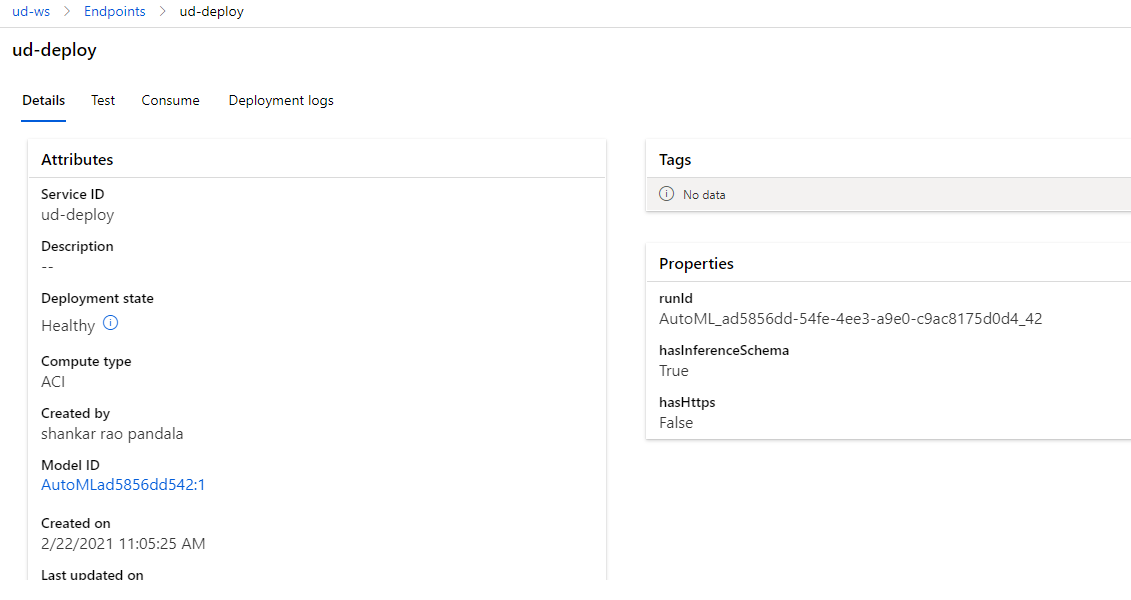 ud-ws > Endpoints > ud-deploy
ud-deploy
Details Test Consume Deployment logs
Attributes
Service ID
ud-deploy
Description
--
Deployment state
Healthy
Compute type
ACI
Created by
shankar rao pandala
Model ID
AutoMLad5856dd542:1
Created on
2/22/2021 11:05:25 AM
Last updated on
Tags
No data
Properties
runId
AutoML_ad5856dd-54fe-4ee3-a9e0-c9ac8175d0d4_42
hasInferenceSchema
True
hasHttps
False